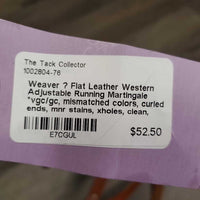 The Tack Collector
1002804-76
Weaver ? Flat Leather Western
Adjustable Running Martingale
*vgc/gc, mismatched colors, curled
ends, mnr stains, xholes, clean,
E7CGUL
$52.50